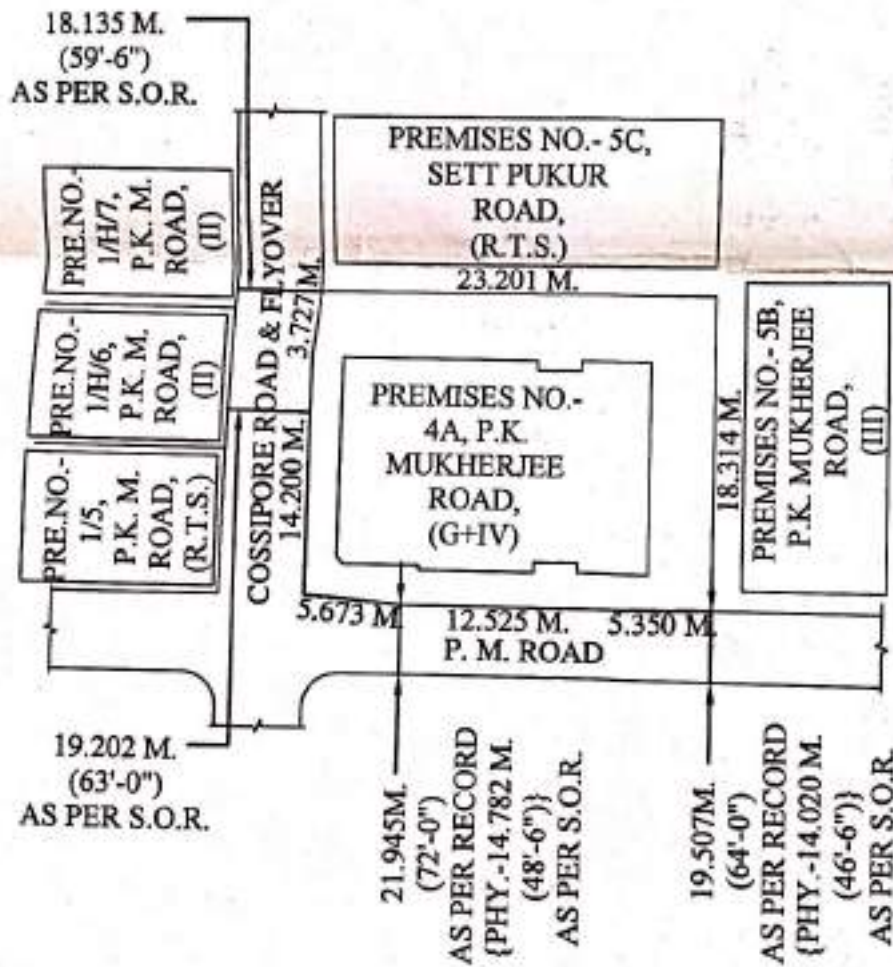 18.135 M.
(59'-6")
AS PER S.O.R.
PREMISES NO.- 5C,
SETT PUKUR
ROAD,
(R.T.S.)
23.201 M.
PRE.NO.-
1/H/7,
P.K. M.
ROAD,
(II)
PRE.NO.-
1/H/6,
P.K. M.
ROAD,
(II)
PRE.NO.-
1/5,
P.K. M.
ROAD,
(R.T.S.)
COSSIPORE ROAD & FLYOVER
3.727 M.
14.200 M.
PREMISES NO.-
4A, P.K.
MUKHERJEE
ROAD,
(G+IV)
18.314 M.
PREMISES NO.- 5B,
P.K. MUKHERJEE
ROAD,
(III)
5.673 M. 12.525 M. 5.350 M.
P. M. ROAD
19.202 M.
(63'-0")
AS PER S.O.R.
21.945M.
(72'-0")
AS PER RECORD
{PHY.-14.782 M.
(48'-6")}
AS PER S.O.R.
19.507M.
(64'-0")
AS PER RECORD
{PHY.-14.020 M.
(46'-6")}
AS PER S.O.R.